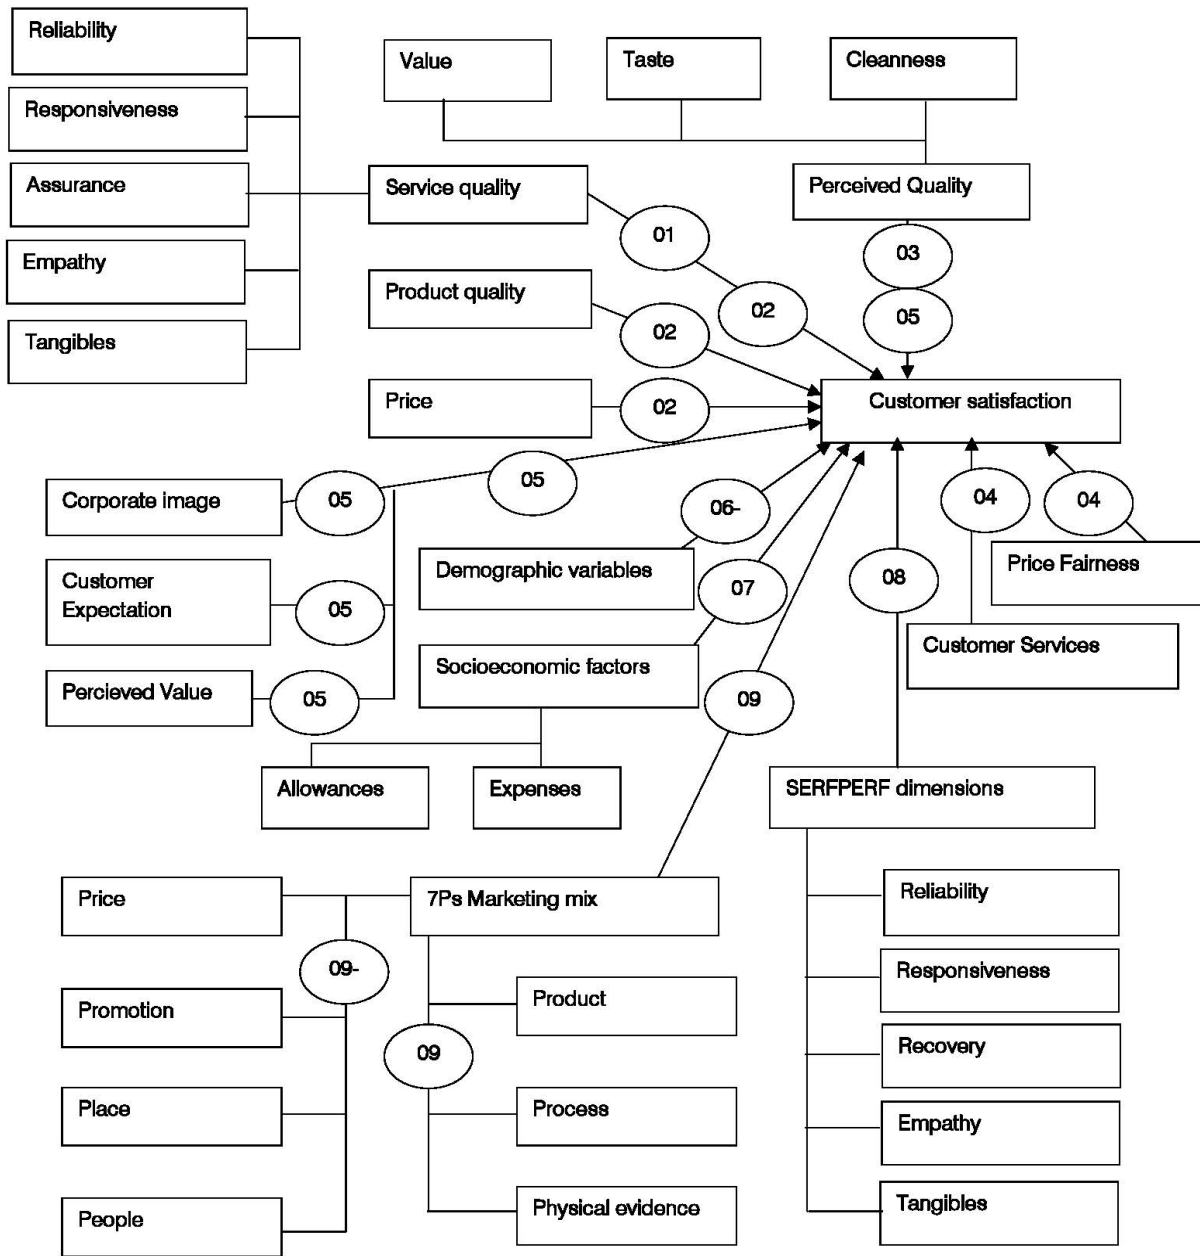 Reliability
Responsiveness
Assurance
Empathy
Tangibles
Value
Taste
Cleanness
Service quality
Perceived Quality
01
03
Product quality
02
02
05
Price
02
Customer satisfaction
Corporate image
05
05
06-
04
04
Customer
Expectation
05
Demographic variables
07
08
Price Fairness
Percieved Value
05
Socioeconomic factors
09
Customer Services
Allowances
Expenses
SERFPERF dimensions
Price
7Ps Marketing mix
Reliability
09-
Promotion
Product
Responsiveness
09
Recovery
Place
Process
Empathy
People
Physical evidence
Tangibles